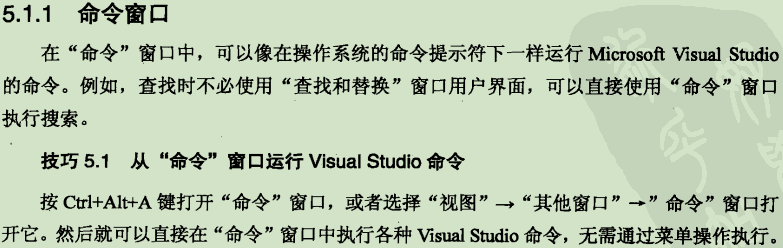 5.1.1 命令窗口
在“命令”窗口中，可以像在操作系统的命令提示符下一样运行 Microsoft Visual Studio
的命令。例如，查找时不必使用“查找和替换”窗口用户界面，可以直接使用“命令”窗口
执行搜索。
技巧 5.1 从“命令”窗口运行 Visual Studio 命令
按 Ctrl+Alt+A 键打开“命令”窗口，或者选择“视图”→“其他窗口”→”命令”窗口打
开它。然后就可以直接在“命令”窗口中执行各种 Visual Studio 命令，无需通过菜单操作执行。